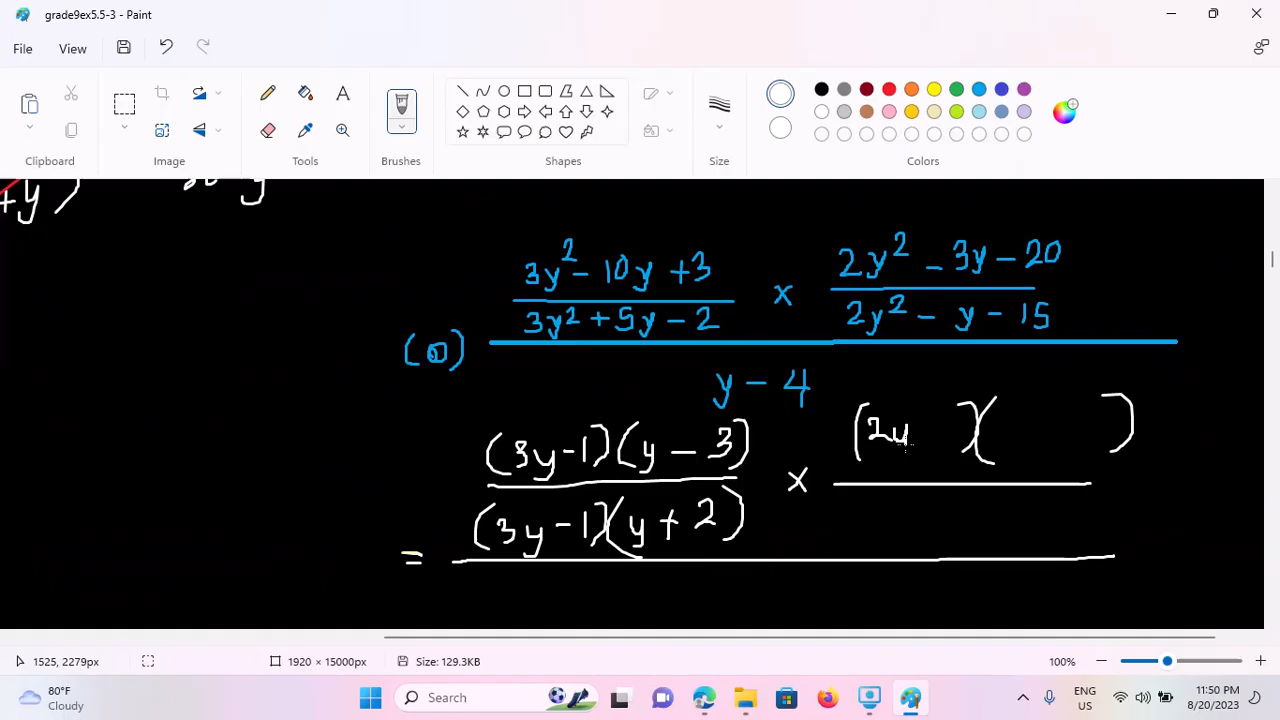 grade9ex5.5-3 - Paint
File View
Clipboard Image Tools Brushes Shapes Size Colors
+y) y
3y² - 10y + 3 × 2y² - 3y - 20
3y² + 5y - 2 2y² - y - 15
y - 4
(3y-1)(y - 3) × (2y )( )
(3y-1)(y + 2)
=
1525, 2279px 1920 × 15000px Size: 129.3KB 100%
80°F Cloudy Search ENG US 11:50 PM 8/20/2023